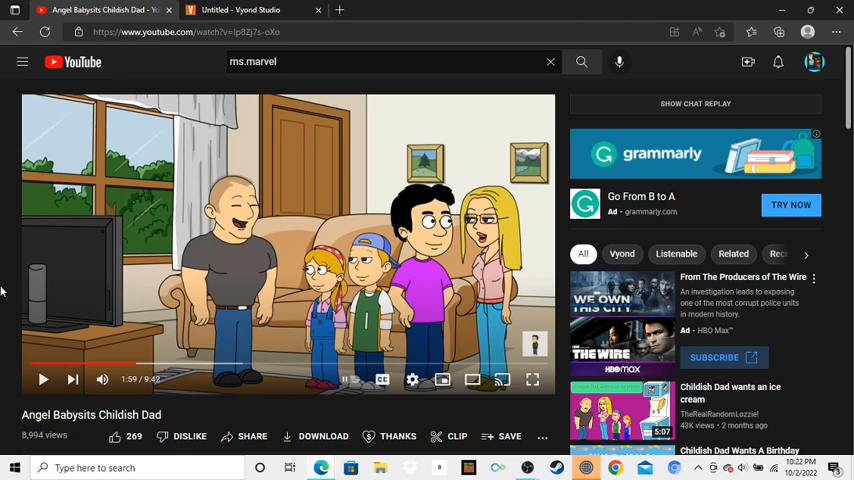 Angel Babysits Childish Dad - Yo
Untitled - Vyond Studio
https://www.youtube.com/watch?v=Ip8Zj7s-oXo
YouTube
ms.marvel
1
1:59 / 9:42
CC
Angel Babysits Childish Dad
8,994 views
269
DISLIKE
SHARE
DOWNLOAD
THANKS
CLIP
SAVE
SHOW CHAT REPLAY
grammarly
Go From B to A
Ad · grammarly.com
TRY NOW
All
Vyond
Listenable
Related
Rece
WE OWN
THIS CITY
THE WIRE
HBOMAX
From The Producers of The Wire
An investigation leads to exposing
one of the most corrupt police units
in modern history.
Ad · HBO Max™
SUBSCRIBE
5:07
Childish Dad wants an ice
cream
TheRealRandomLozzie!
43K views • 2 months ago
Childish Dad Wants A Birthday
Type here to search
10:22 PM
10/2/2022
3